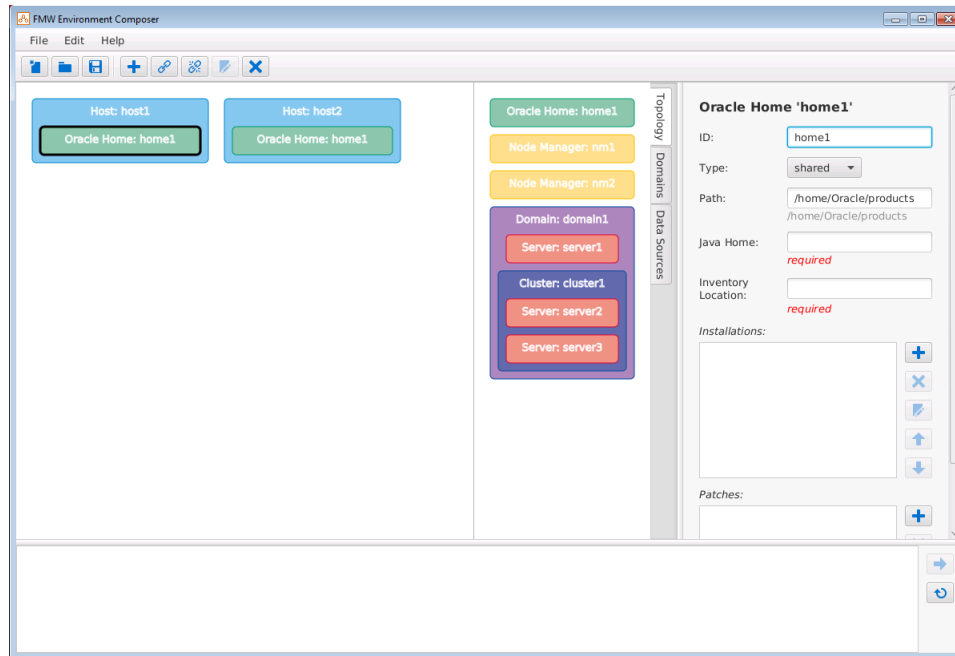 FMW Environment Composer
File Edit Help
Host: host1
Oracle Home: home1
Host: host2
Oracle Home: home1
Oracle Home: home1
Node Manager: nm1
Node Manager: nm2
Domain: domain1
Server: server1
Cluster: cluster1
Server: server2
Server: server3
Topology
Domains
Data Sources
Oracle Home 'home1'
ID: home1
Type: shared
Path: /home/Oracle/products
/home/Oracle/products
Java Home:
required
Inventory
Location:
required
Installations:
Patches: